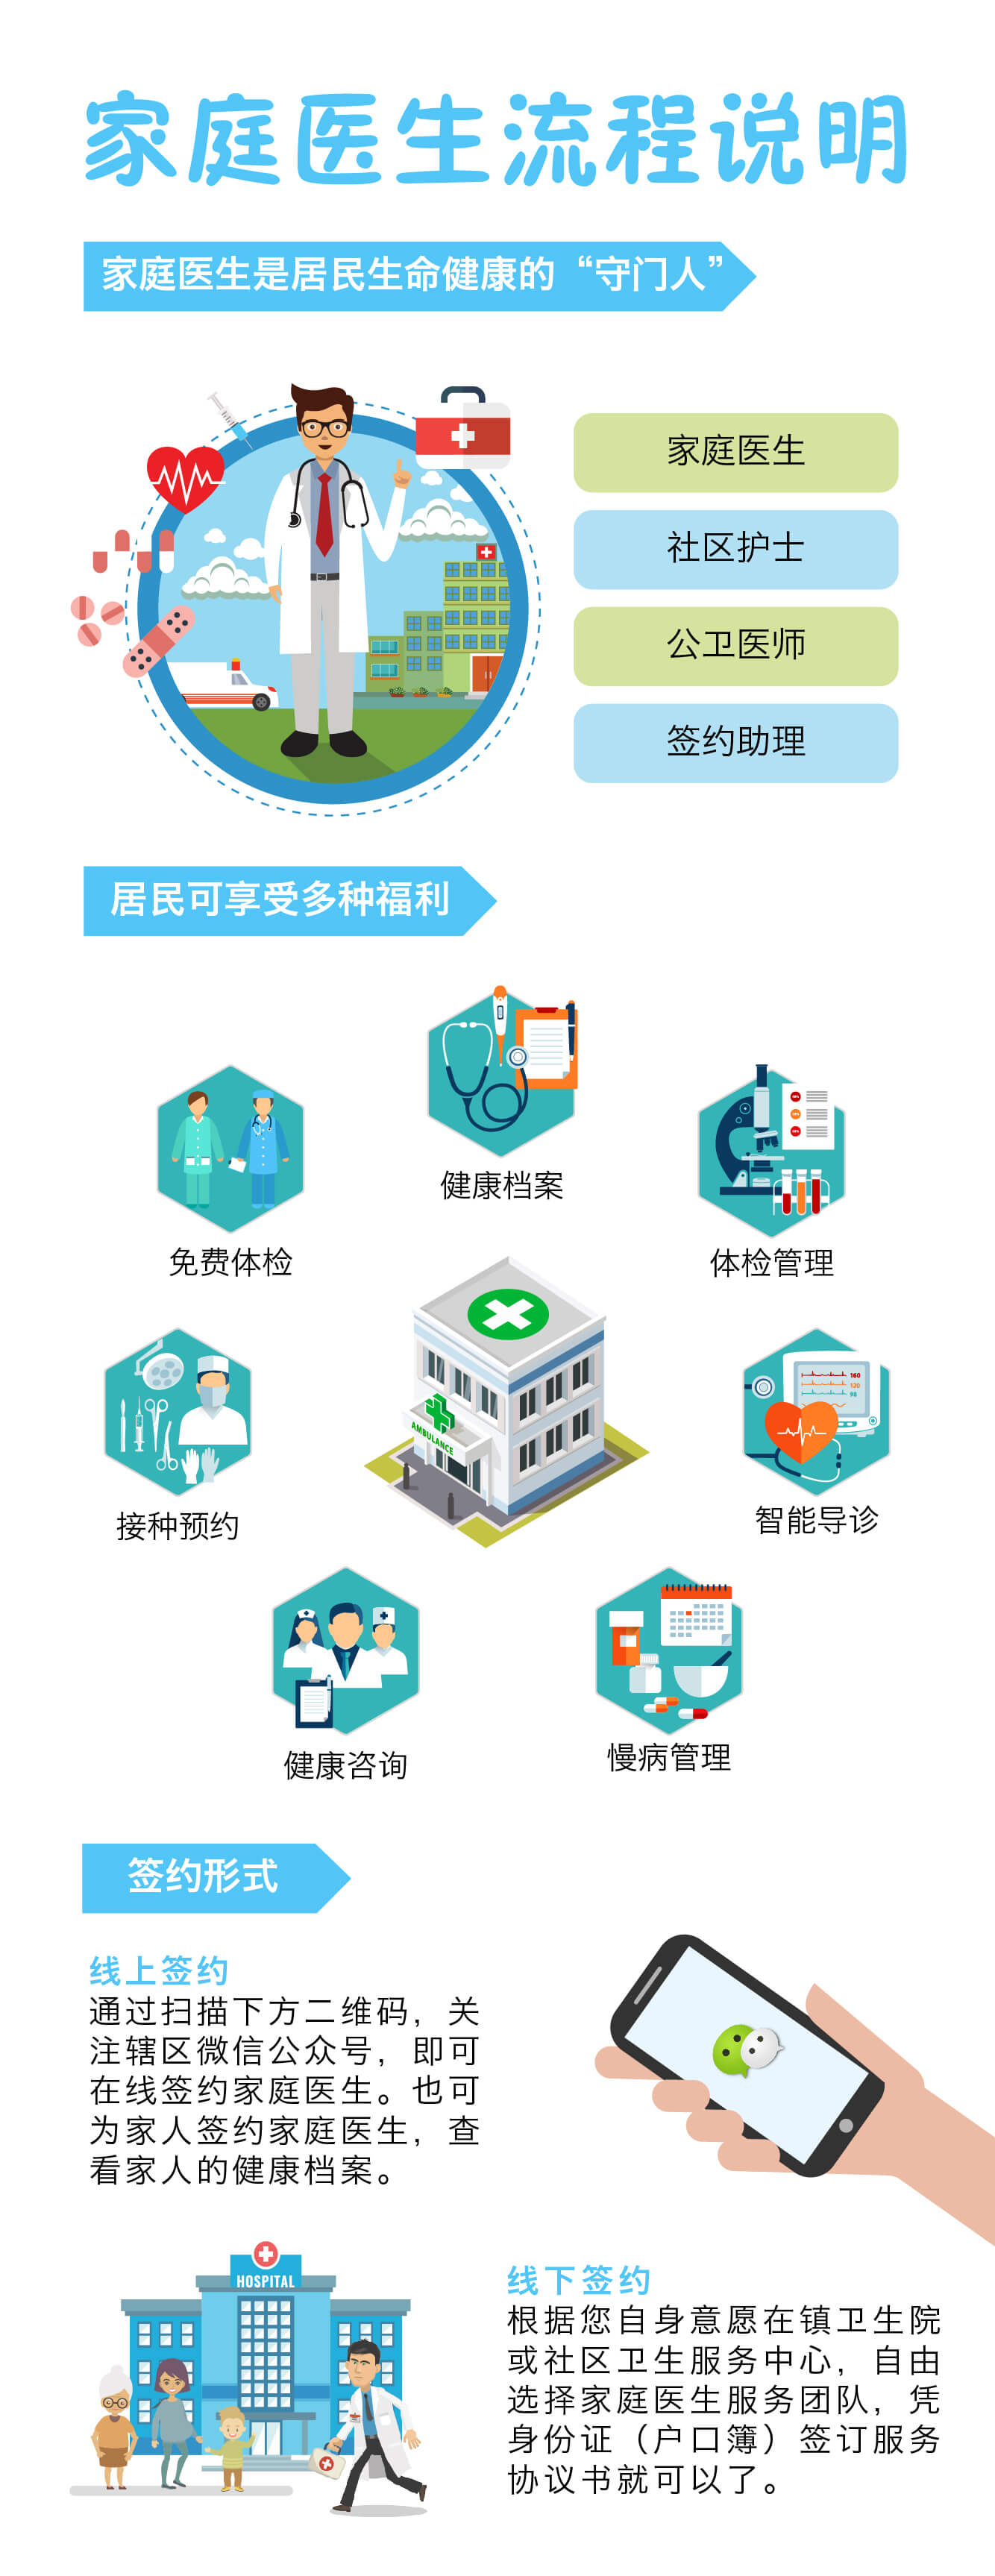 家庭医生流程说明
家庭医生是居民生命健康的“守门人”
家庭医生
社区护士
公卫医师
签约助理
居民可享受多种福利
健康档案
免费体检
体检管理
AMBULANCE
160
120
接种预约
智能导诊
健康咨询
慢病管理
签约形式
线上签约
通过扫描下方二维码，关
注辖区微信公众号，即可
在线签约家庭医生。也可
为家人签约家庭医生，查
看家人的健康档案。
HOSPITAL
线下签约
根据您自身意愿在镇卫生院
或社区卫生服务中心，自由
选择家庭医生服务团队，凭
身份证（户口簿）签订服务
协议书就可以了。